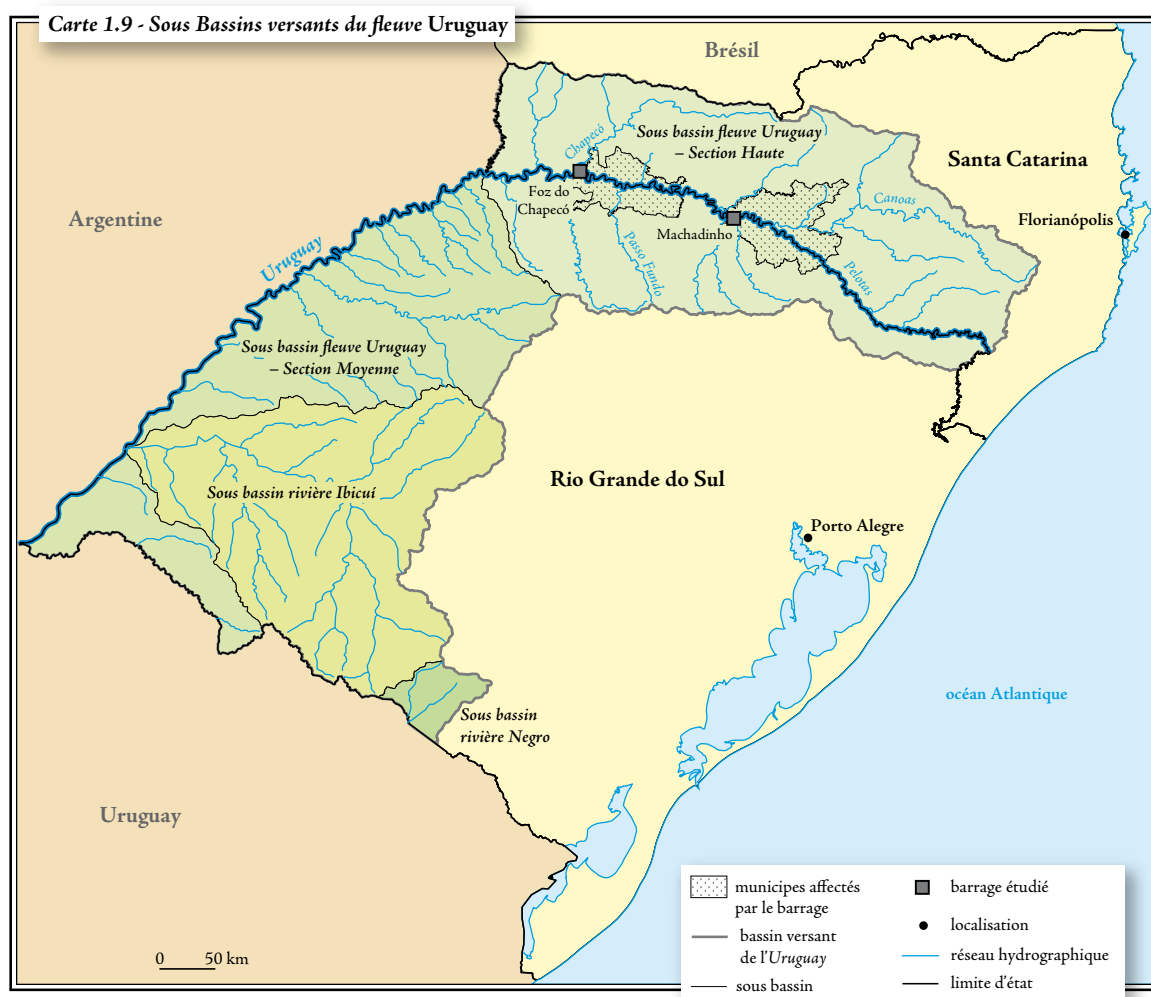 Carte 1.9 - Sous Bassins versants du fleuve Uruguay
Brésil
Chapecó
Sous bassin fleuve Uruguay
– Section Haute
Santa Catarina
Argentine
Foz do
Chapecó
Canoas
Florianópolis
Machadinho
Uruguay
Passo Fundo
Pelotas
Sous bassin fleuve Uruguay
– Section Moyenne
Rio Grande do Sul
Sous bassin rivière Ibicuí
Porto Alegre
océan Atlantique
Sous bassin
rivière Negro
Uruguay
municipes affectés
par le barrage
bassin versant
de l'Uruguay
sous bassin
barrage étudié
localisation
réseau hydrographique
limite d'état
0 50 km